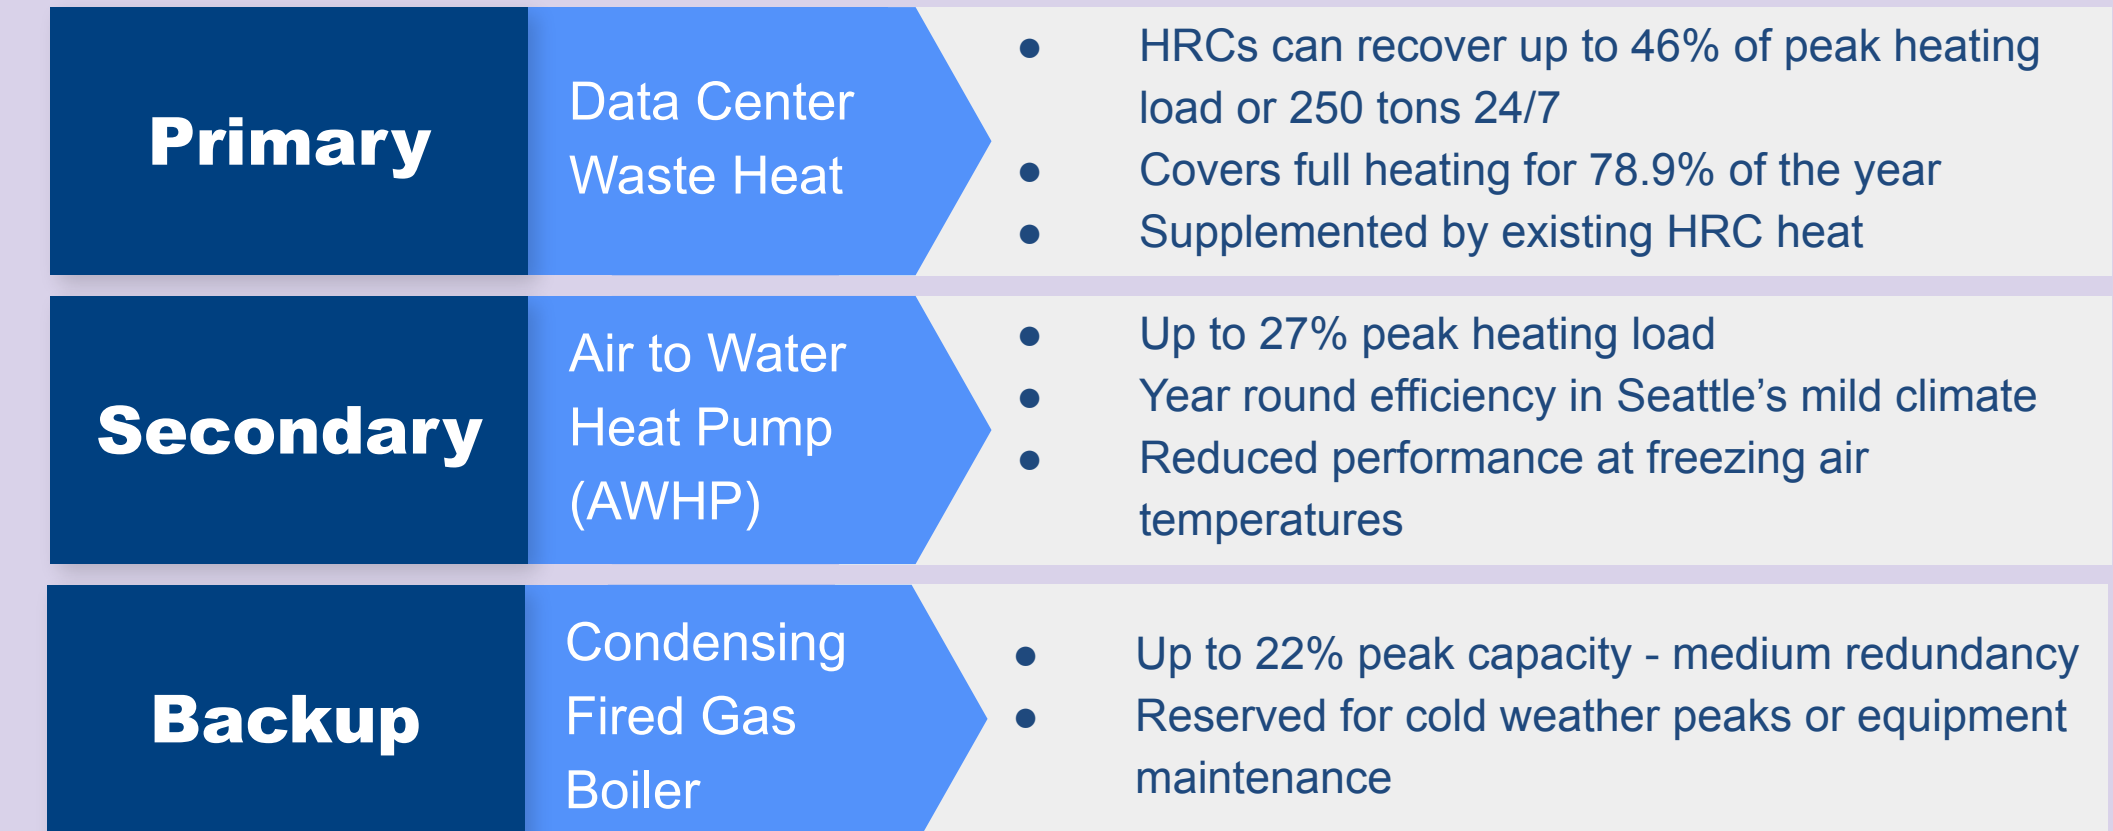 Primary
Data Center
Waste Heat
● HRCs can recover up to 46% of peak heating
load or 250 tons 24/7
● Covers full heating for 78.9% of the year
● Supplemented by existing HRC heat
Secondary
Air to Water
Heat Pump
(AWHP)
● Up to 27% peak heating load
● Year round efficiency in Seattle’s mild climate
● Reduced performance at freezing air
temperatures
Backup
Condensing
Fired Gas
Boiler
● Up to 22% peak capacity - medium redundancy
● Reserved for cold weather peaks or equipment
maintenance